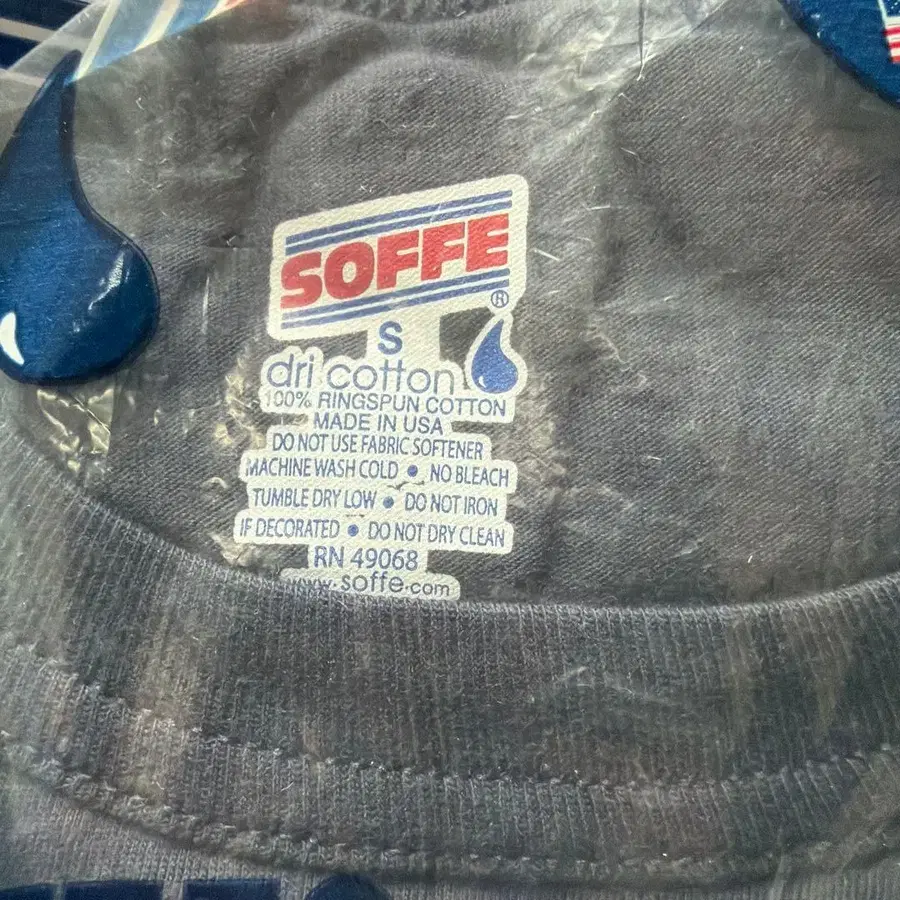 SOFFE
®
S
dri cotton
100% RINGSPUN COTTON
MADE IN USA
DO NOT USE FABRIC SOFTENER
MACHINE WASH COLD • NO BLEACH
TUMBLE DRY LOW • DO NOT IRON
IF DECORATED • DO NOT DRY CLEAN
RN 49068
www.soffe.com